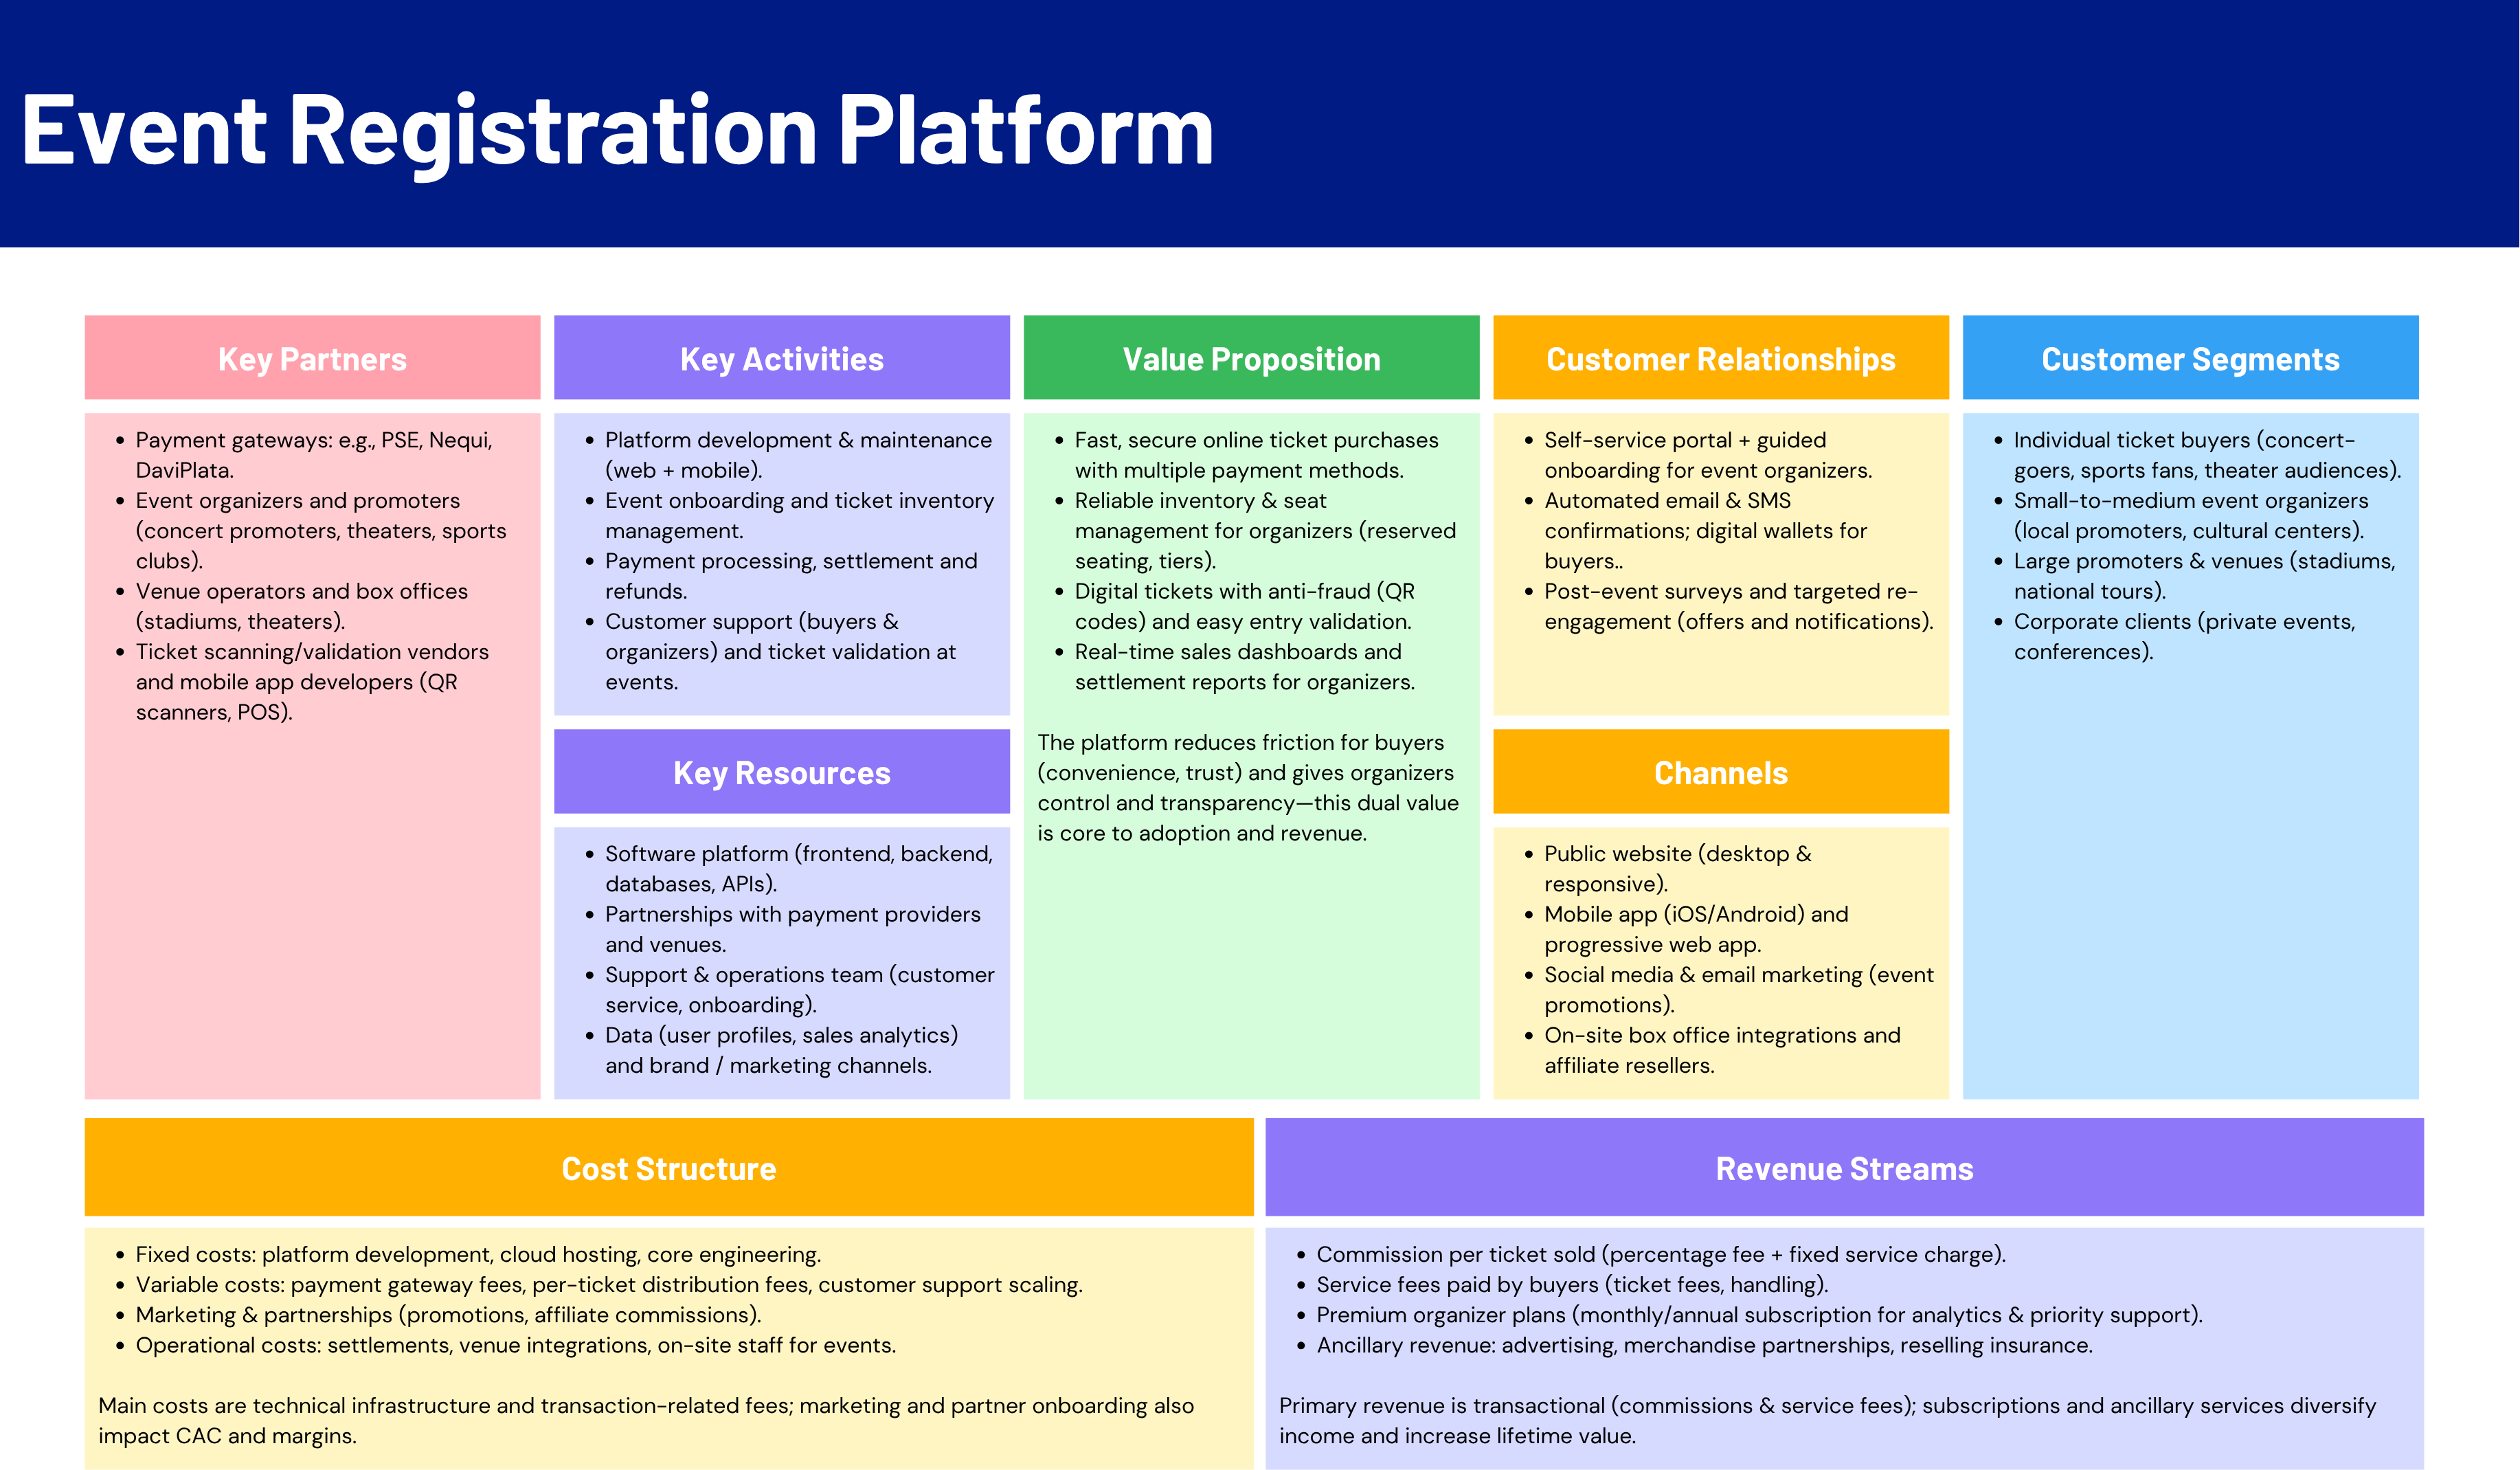 Event Registration Platform
Key Partners
• Payment gateways: e.g., PSE, Nequi,
DaviPlata.
• Event organizers and promoters
(concert promoters, theaters, sports
clubs).
• Venue operators and box offices
(stadiums, theaters).
• Ticket scanning/validation vendors
and mobile app developers (QR
scanners, POS).
Key Activities
• Platform development & maintenance
(web + mobile).
• Event onboarding and ticket inventory
management.
• Payment processing, settlement and
refunds.
• Customer support (buyers &
organizers) and ticket validation at
events.
Key Resources
• Software platform (frontend, backend,
databases, APIs).
• Partnerships with payment providers
and venues.
• Support & operations team (customer
service, onboarding).
• Data (user profiles, sales analytics)
and brand / marketing channels.
Value Proposition
• Fast, secure online ticket purchases
with multiple payment methods.
• Reliable inventory & seat
management for organizers (reserved
seating, tiers).
• Digital tickets with anti-fraud (QR
codes) and easy entry validation.
• Real-time sales dashboards and
settlement reports for organizers.
The platform reduces friction for buyers
(convenience, trust) and gives organizers
control and transparency—this dual value
is core to adoption and revenue.
Customer Relationships
• Self-service portal + guided
onboarding for event organizers.
• Automated email & SMS
confirmations; digital wallets for
buyers..
• Post-event surveys and targeted re-
engagement (offers and notifications).
Channels
• Public website (desktop &
responsive).
• Mobile app (iOS/Android) and
progressive web app.
• Social media & email marketing (event
promotions).
• On-site box office integrations and
affiliate resellers.
Customer Segments
• Individual ticket buyers (concert-
goers, sports fans, theater audiences).
• Small-to-medium event organizers
(local promoters, cultural centers).
• Large promoters & venues (stadiums,
national tours).
• Corporate clients (private events,
conferences).
Cost Structure
• Fixed costs: platform development, cloud hosting, core engineering.
• Variable costs: payment gateway fees, per-ticket distribution fees, customer support scaling.
• Marketing & partnerships (promotions, affiliate commissions).
• Operational costs: settlements, venue integrations, on-site staff for events.
Main costs are technical infrastructure and transaction-related fees; marketing and partner onboarding also
impact CAC and margins.
Revenue Streams
• Commission per ticket sold (percentage fee + fixed service charge).
• Service fees paid by buyers (ticket fees, handling).
• Premium organizer plans (monthly/annual subscription for analytics & priority support).
• Ancillary revenue: advertising, merchandise partnerships, reselling insurance.
Primary revenue is transactional (commissions & service fees); subscriptions and ancillary services diversify
income and increase lifetime value.